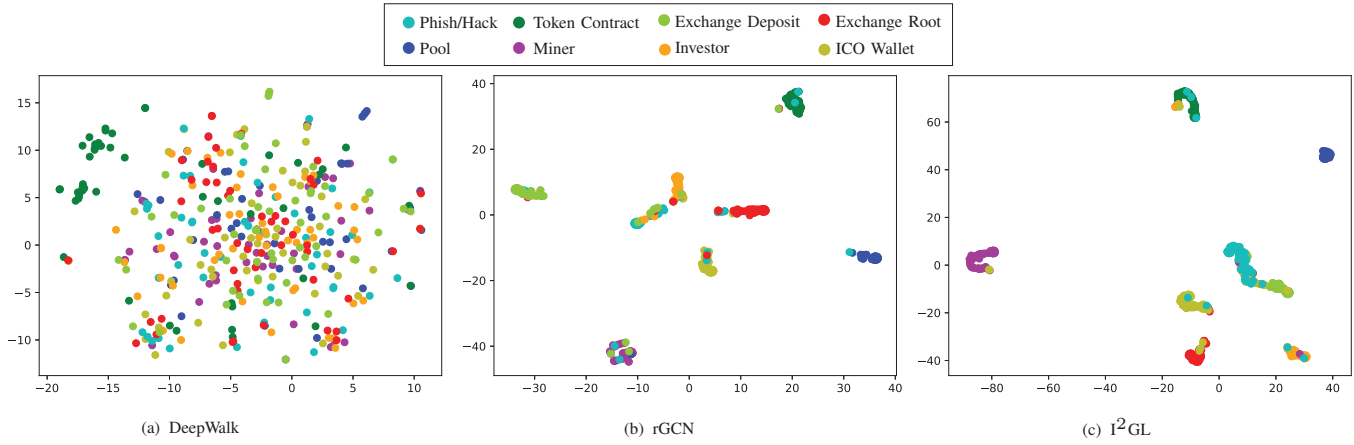 Phish/Hack Token Contract Exchange Deposit Exchange Root
Pool Miner Investor ICO Wallet
15
10
5
0
−5
−10
−20 −15 −10 −5 0 5 10
(a) DeepWalk
40
20
0
−20
−40
−30 −20 −10 0 10 20 30 40
(b) rGCN
60
40
20
0
−20
−40
−80 −60 −40 −20 0 20 40
(c) I²GL